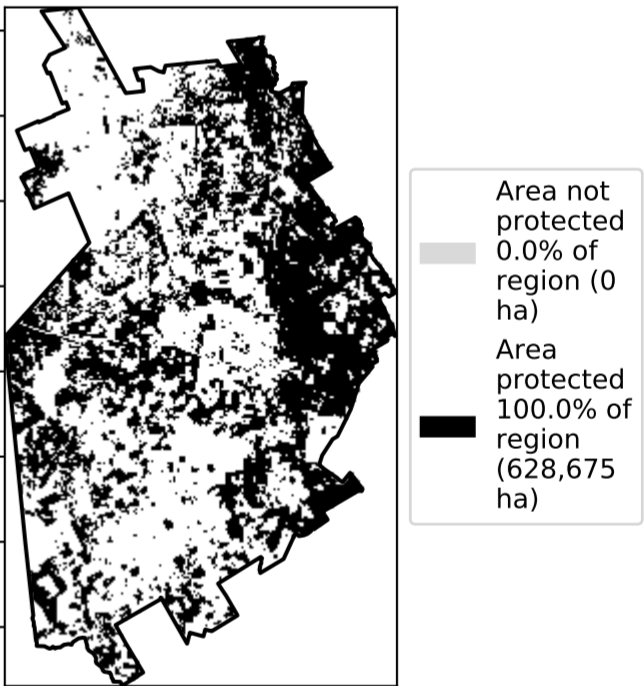 Area not
protected
0.0% of
region (0
ha)
Area
protected
100.0% of
region
(628,675
ha)